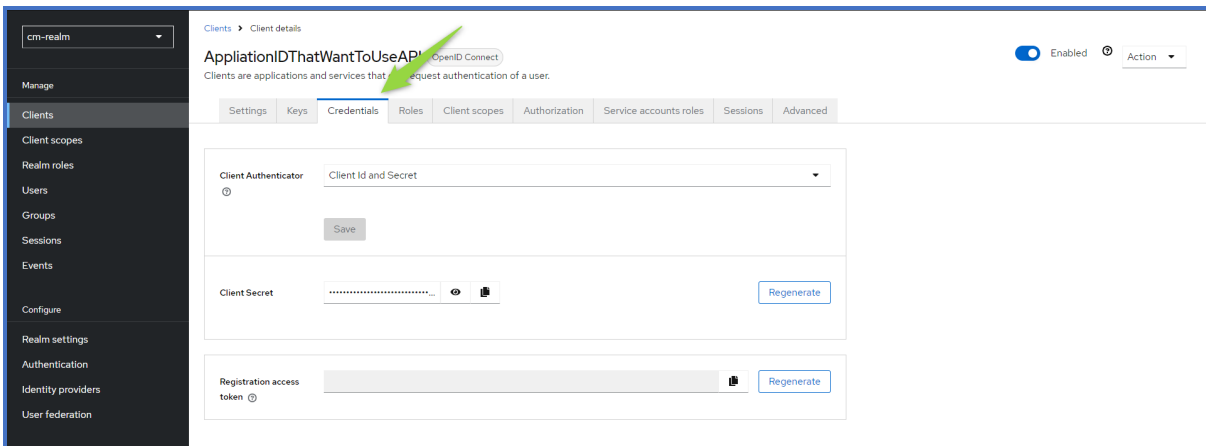 cm-realm
Manage
Clients
Client scopes
Realm roles
Users
Groups
Sessions
Events
Configure
Realm settings
Authentication
Identity providers
User federation
Clients > Client details
AppliationIDThatWantToUseAPI OpenID Connect
Clients are applications and services that request authentication of a user.
Enabled Action
Settings Keys Credentials Roles Client scopes Authorization Service accounts roles Sessions Advanced
Client Authenticator Client Id and Secret
Save
Client Secret Regenerate
Registration access
token Regenerate